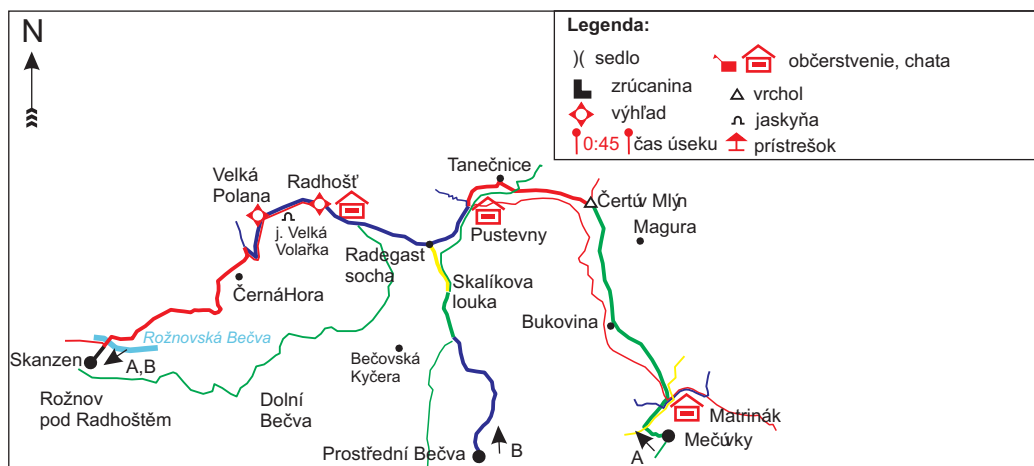 N
Legenda:
)( sedlo
občerstvenie, chata
zrúcanina
vrchol
výhľad
jaskyňa
0:45 čas úseku
prístrešok
Tanečnice
Velká
Polana
Radhošť
Čertův Mlýn
j. Velká
Volařka
Pustevny
Magura
Radegast
socha
Skalíkova
louka
ČernáHora
Bukovina
Rožnovská Bečva
Skanzen
A,B
Bečovská
Kyčera
Rožnov
pod Radhoštěm
Dolní
Bečva
Matrinák
Mečůvky
Prostřední Bečva
B
A